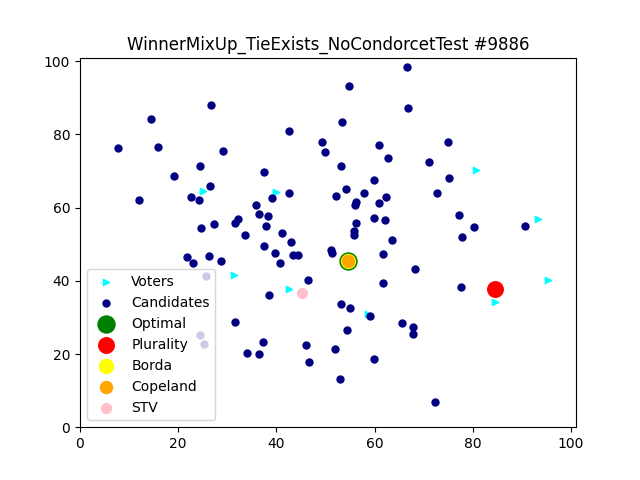 WinnerMixUp_TieExists_NoCondorcetTest #9886
100
80
60
40
20
0
0 20 40 60 80 100
Voters
Candidates
Optimal
Plurality
Borda
Copeland
STV